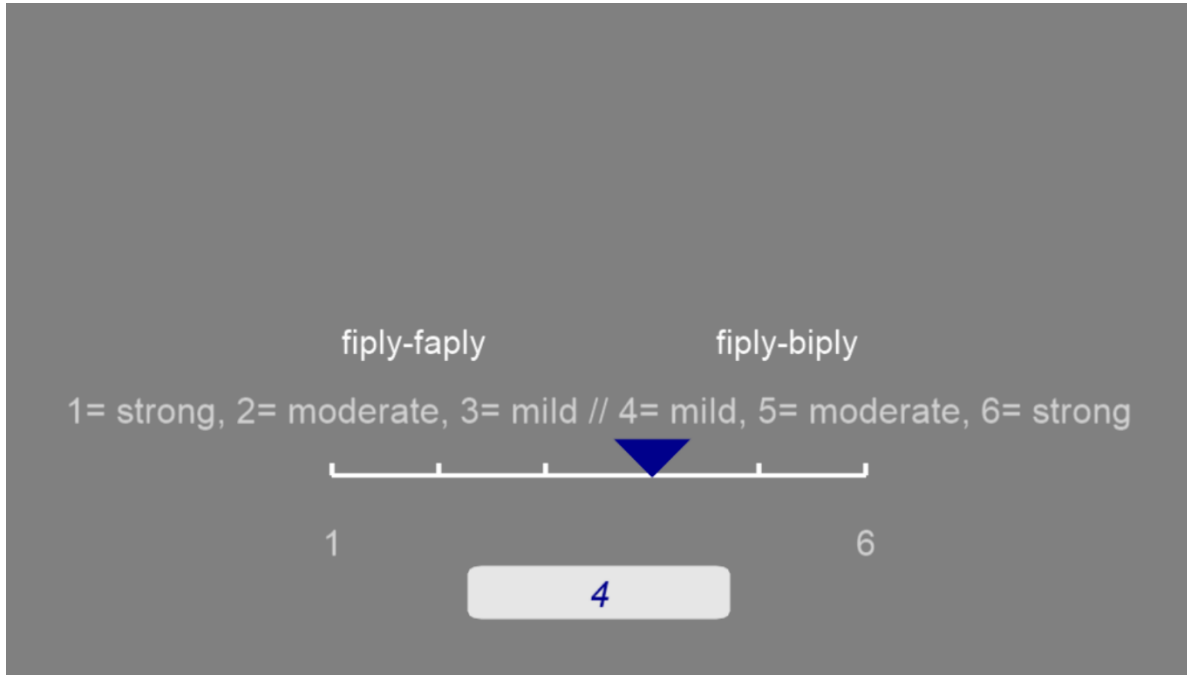 fiply-faply fiply-biply
1= strong, 2= moderate, 3= mild // 4= mild, 5= moderate, 6= strong
1 6
4